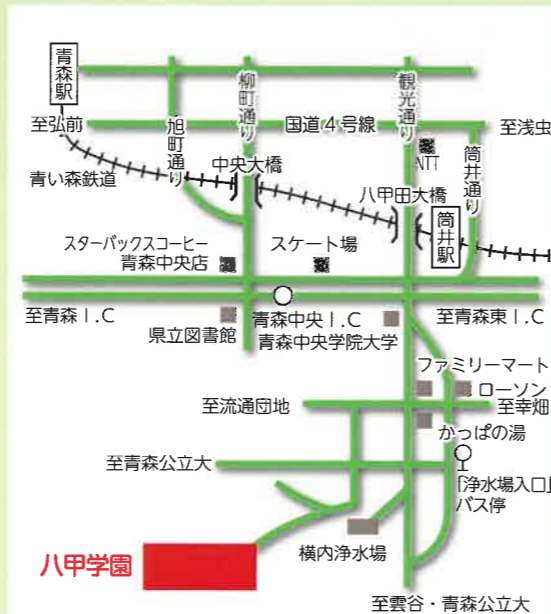 青森駅
柳町通り
観光通り
至弘前
旭町通り
国道4号線
至浅虫
NTT
筒井通り
中央大橋
青い森鉄道
八甲田大橋
筒井駅
スターバックスコーヒー
青森中央店
スケート場
至青森I.C
青森中央I.C
至青森東I.C
県立図書館
青森中央学院大学
ファミリーマート
ローソン
至流通団地
至幸畑
かっぱの湯
至青森公立大
「浄水場入口」
バス停
横内浄水場
八甲学園
至雲谷・青森公立大